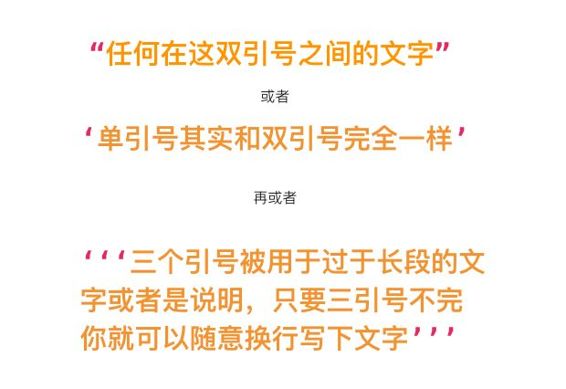 “任何在这双引号之间的文字”
或者
‘单引号其实和双引号完全一样’
再或者
‘‘‘三个引号被用于过于长段的文
字或者是说明，只要三引号不完
你就可以随意换行写下文字’’’